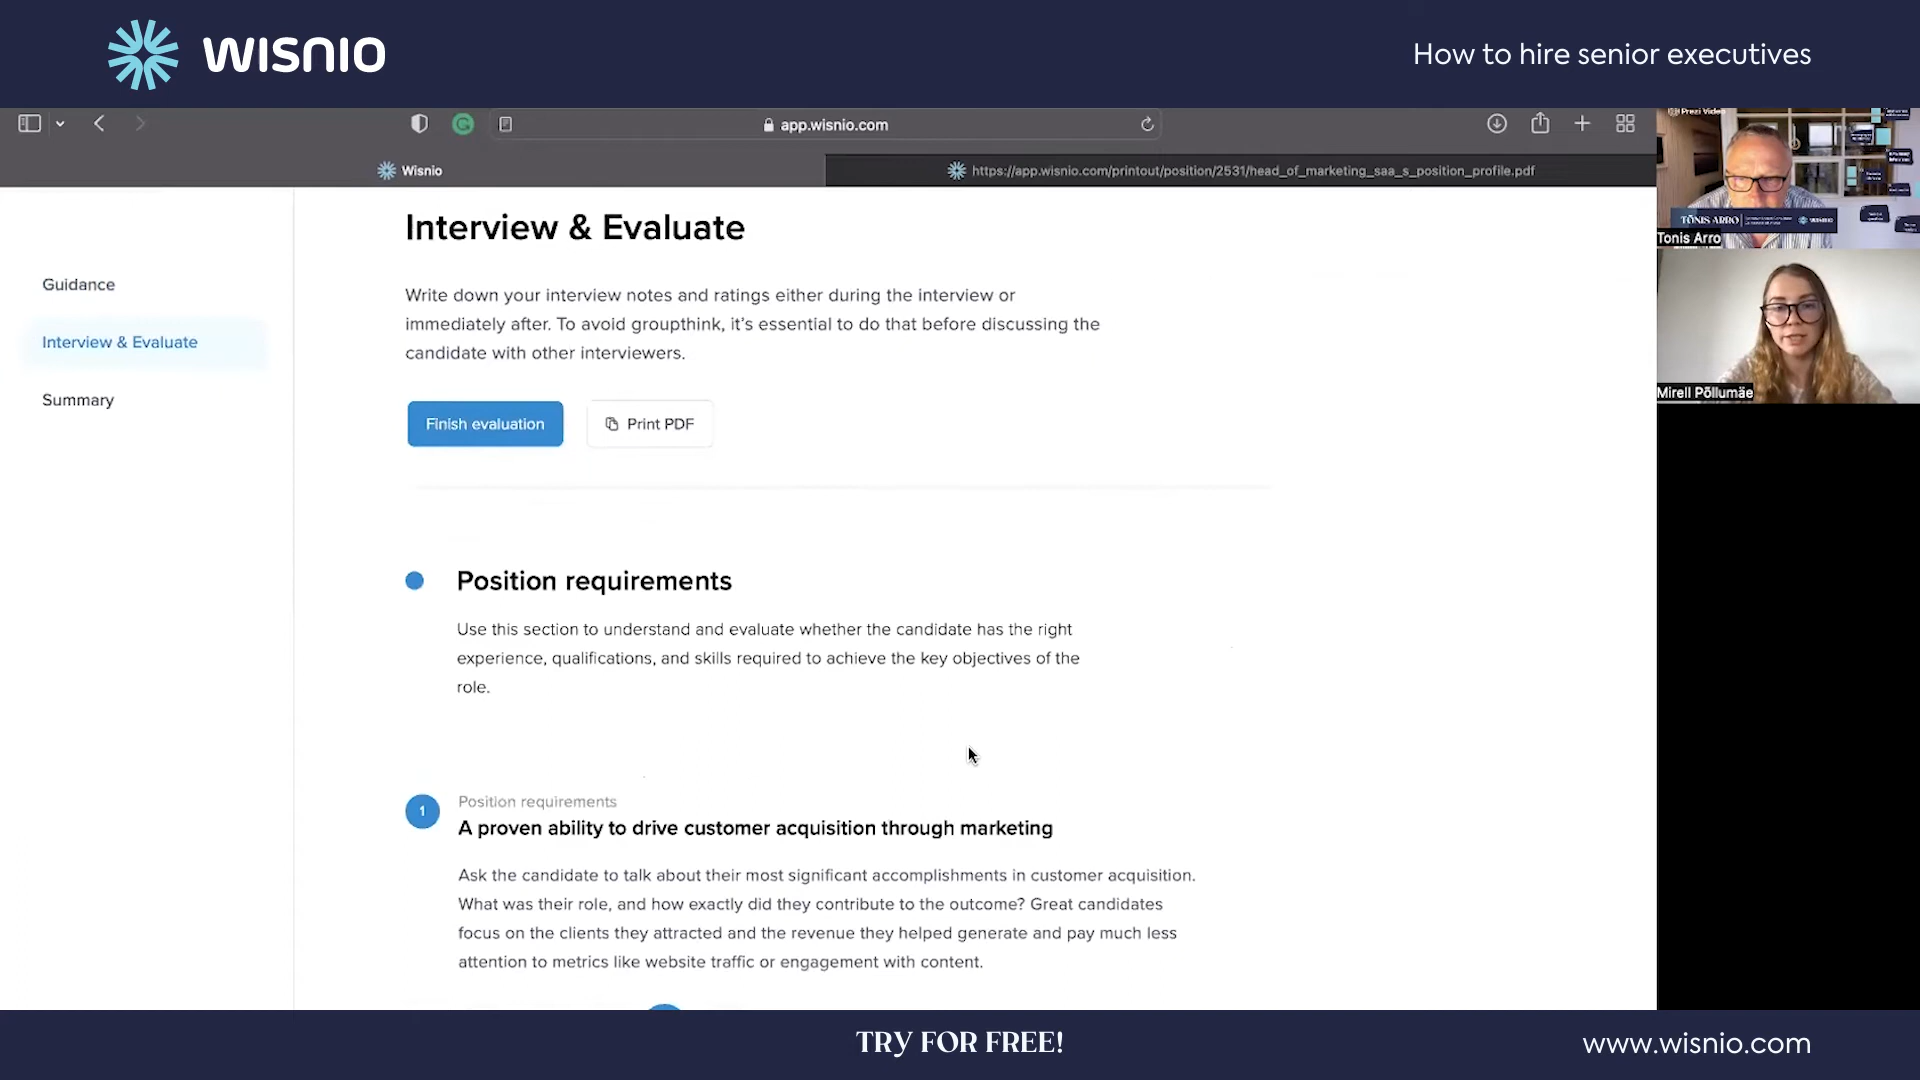 WISNIO
How to hire senior executives
app.wisnio.com
Wisnio
https://app.wisnio.com/printout/position/2531/head_of_marketing_saa_s_position_profile.pdf
Prezi Video
TÕNIS ARRO
WISNIO
Tonis Arro
Mirell Põllumäe
Guidance
Interview & Evaluate
Summary
Interview & Evaluate
Write down your interview notes and ratings either during the interview or
immediately after. To avoid groupthink, it's essential to do that before discussing the
candidate with other interviewers.
Finish evaluation
Print PDF
Position requirements
Use this section to understand and evaluate whether the candidate has the right
experience, qualifications, and skills required to achieve the key objectives of the
role.
1
Position requirements
A proven ability to drive customer acquisition through marketing
Ask the candidate to talk about their most significant accomplishments in customer acquisition.
What was their role, and how exactly did they contribute to the outcome? Great candidates
focus on the clients they attracted and the revenue they helped generate and pay much less
attention to metrics like website traffic or engagement with content.
TRY FOR FREE!
www.wisnio.com